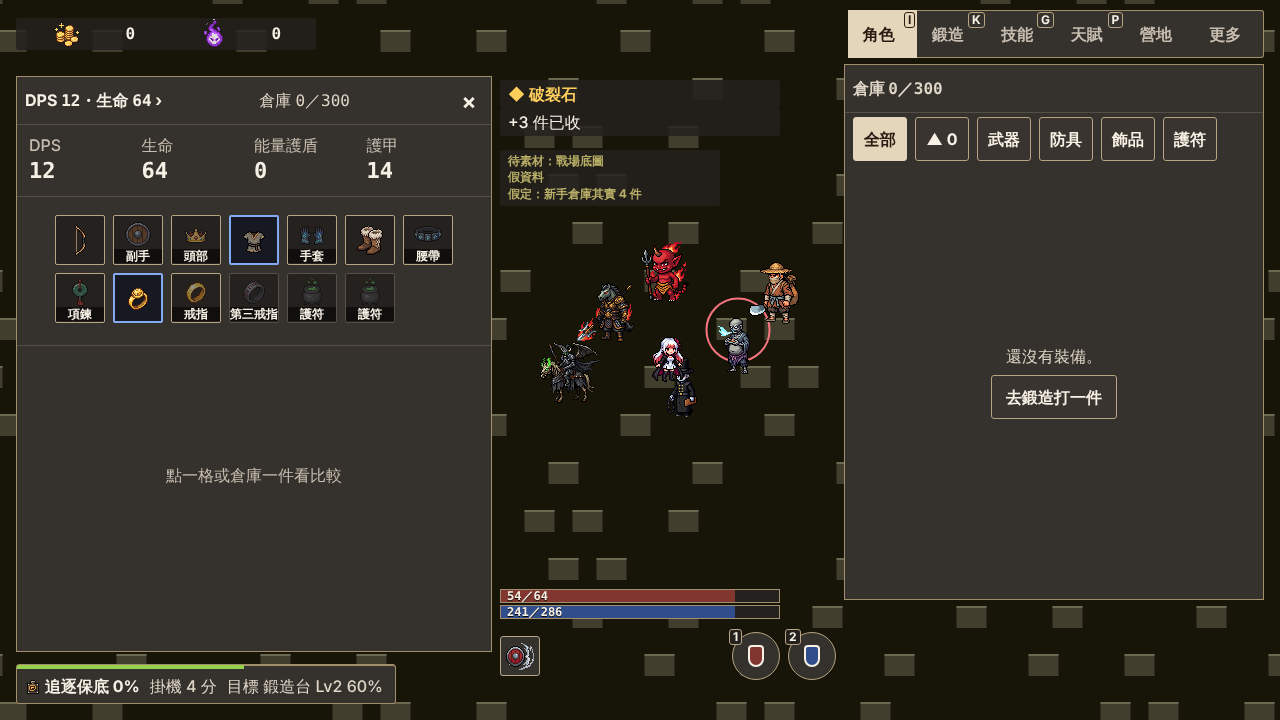 0
0
角色 I
鍛造 K
技能 G
天賦 P
營地
更多
DPS 12・生命 64 ›
倉庫 0／300
×
DPS
生命
能量護盾
護甲
12
64
0
14
副手
頭部
手套
腰帶
項鍊
戒指
第三戒指
護符
護符
點一格或倉庫一件看比較
◆ 破裂石
+3 件已收
待素材：戰場底圖
假資料
假定：新手倉庫其實 4 件
倉庫 0／300
全部
▲ 0
武器
防具
飾品
護符
還沒有裝備。
去鍛造打一件
54／64
241／286
1
2
追逐保底 0% 掛機 4 分 目標 鍛造台 Lv2 60%